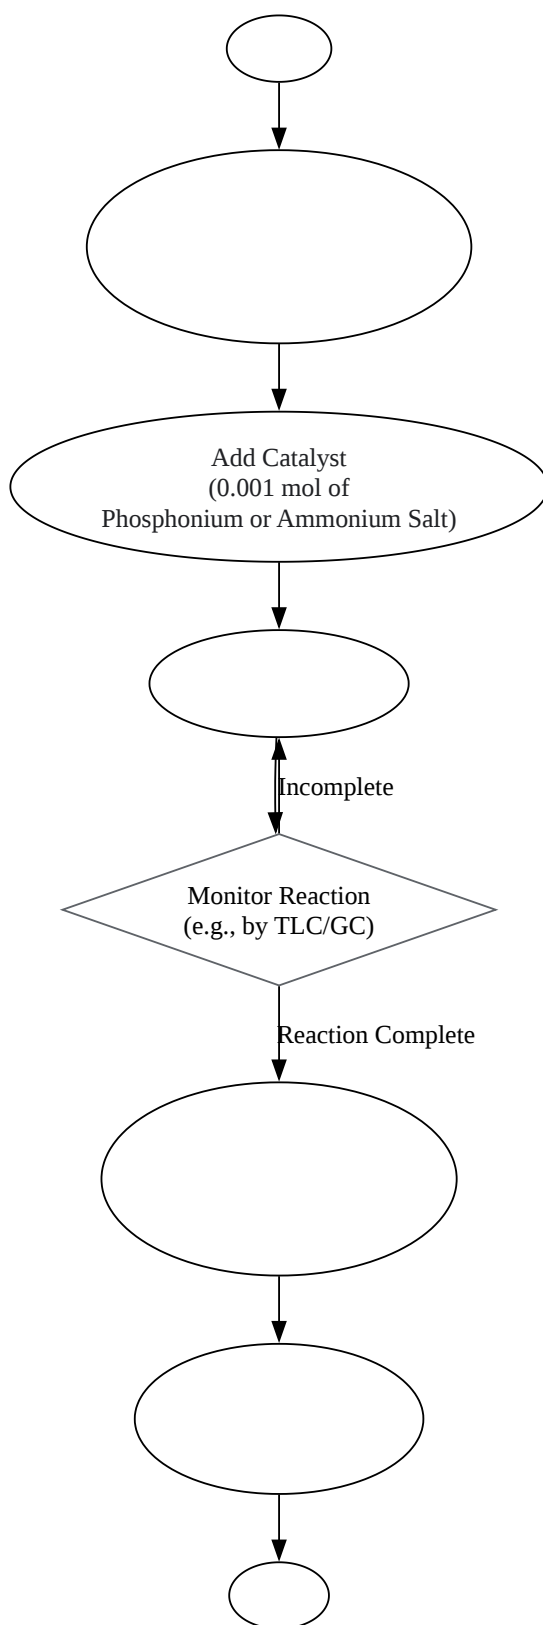 Add Catalyst
(0.001 mol of
Phosphonium or Ammonium Salt)
Incomplete
Monitor Reaction
(e.g., by TLC/GC)
Reaction Complete